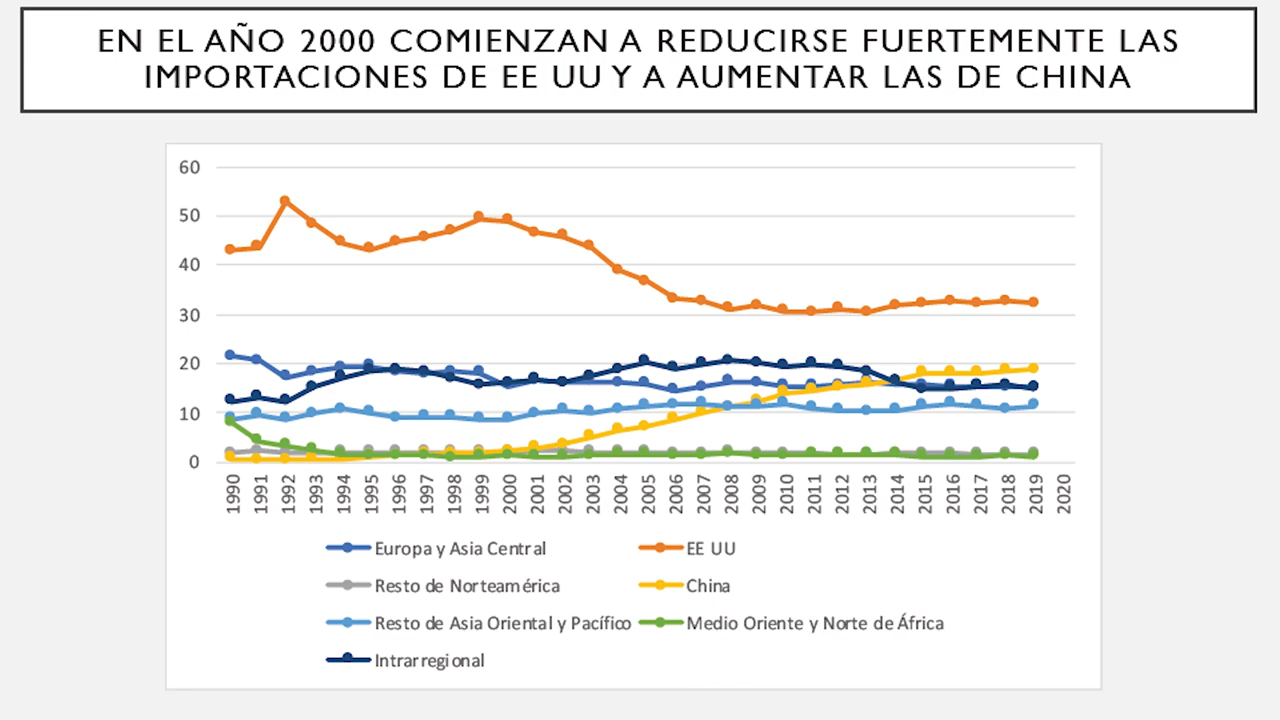 EN EL AÑO 2000 COMIENZAN A REDUCIRSE FUERTEMENTE LAS
IMPORTACIONES DE EE UU Y A AUMENTAR LAS DE CHINA
60
50
40
30
20
10
0
1990 1991 1992 1993 1994 1995 1996 1997 1998 1999 2000 2001 2002 2003 2004 2005 2006 2007 2008 2009 2010 2011 2012 2013 2014 2015 2016 2017 2018 2019 2020
Europa y Asia Central EE UU
Resto de Norteamérica China
Resto de Asia Oriental y Pacífico Medio Oriente y Norte de África
Intrarregional